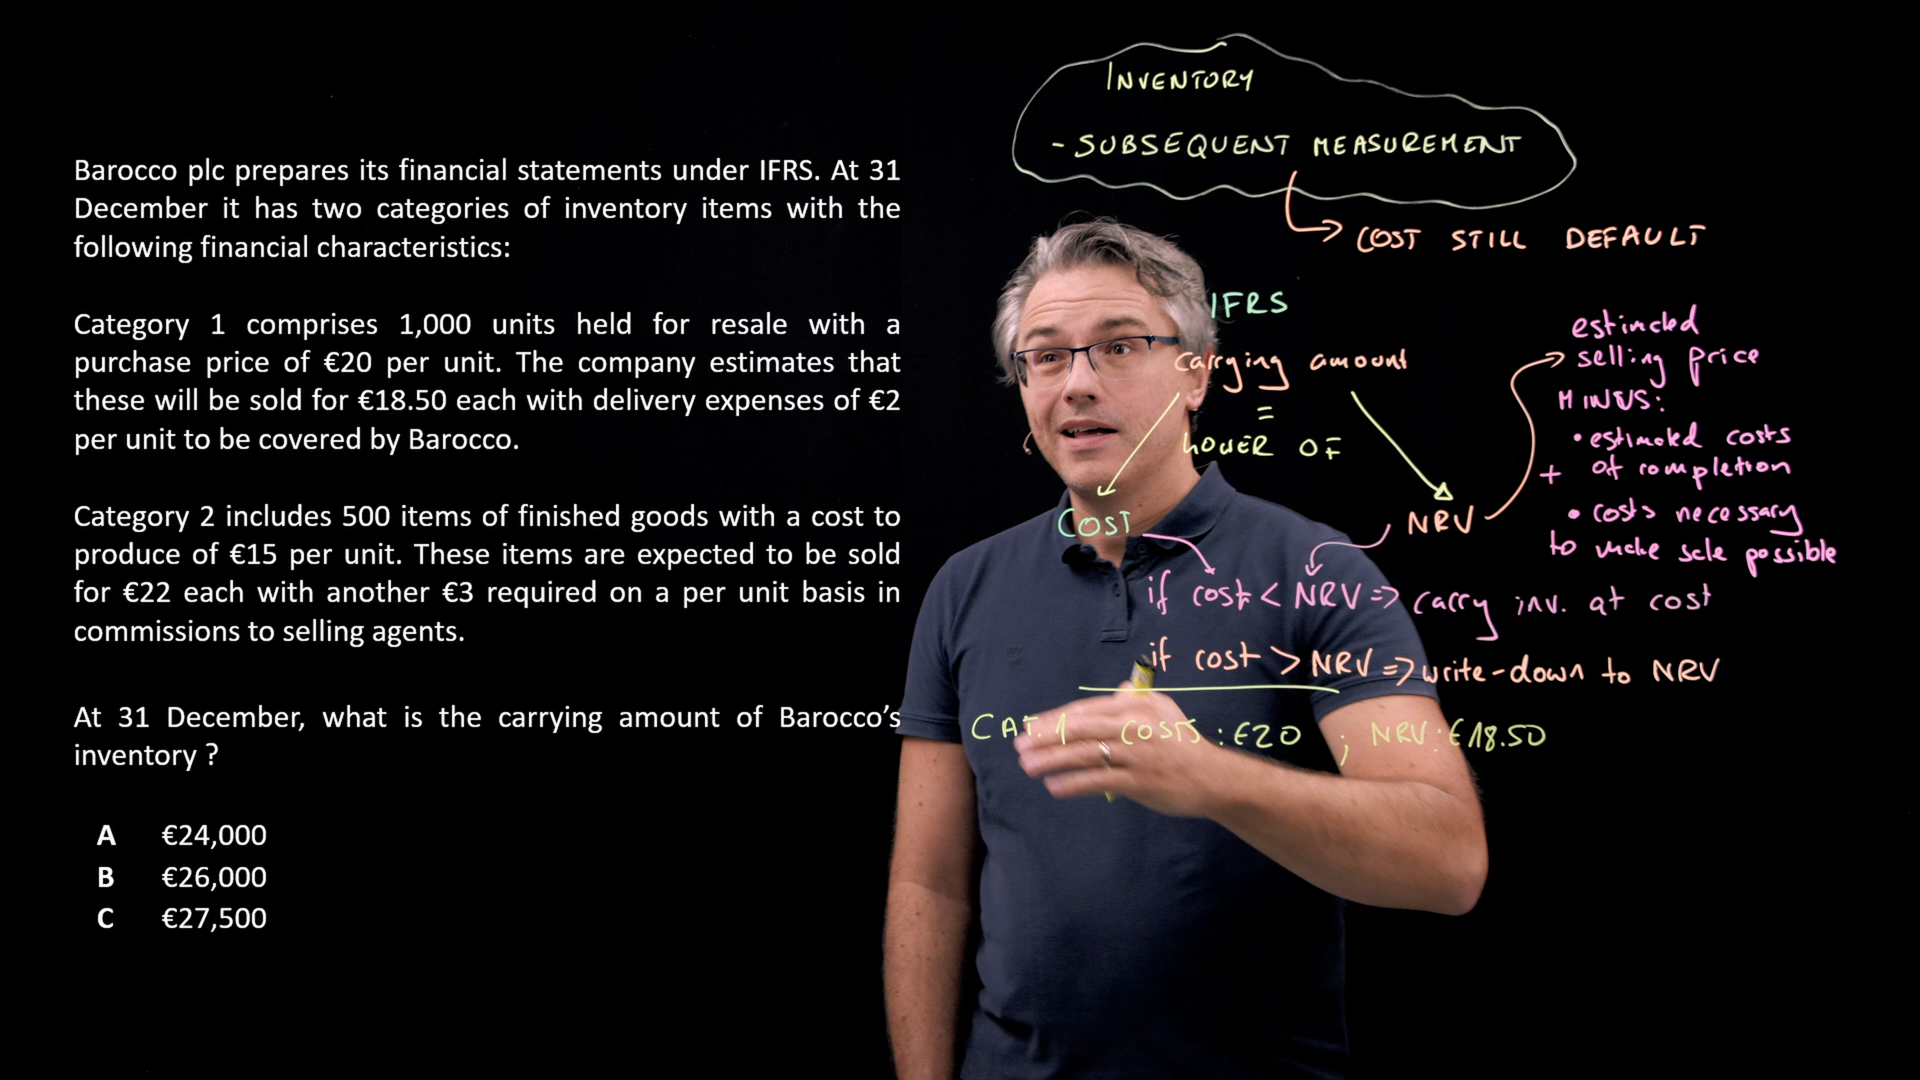 Barocco plc prepares its financial statements under IFRS. At 31
December it has two categories of inventory items with the
following financial characteristics:
Category 1 comprises 1,000 units held for resale with a
purchase price of €20 per unit. The company estimates that
these will be sold for €18.50 each with delivery expenses of €2
per unit to be covered by Barocco.
Category 2 includes 500 items of finished goods with a cost to
produce of €15 per unit. These items are expected to be sold
for €22 each with another €3 required on a per unit basis in
commissions to selling agents.
At 31 December, what is the carrying amount of Barocco’s
inventory ?
A €24,000
B €26,000
C €27,500
INVENTORY
- SUBSEQUENT MEASUREMENT
COST STILL DEFAULT
IFRS
carrying amount
=
LOWER OF
COST
NRV
estimated
selling price
MINUS:
• estimated costs
+ of completion
• costs necessary
to make sale possible
if cost < NRV => carry inv. at cost
if cost > NRV => write-down to NRV
CAT. 1 COSTS : €20 ; NRV : €18.50